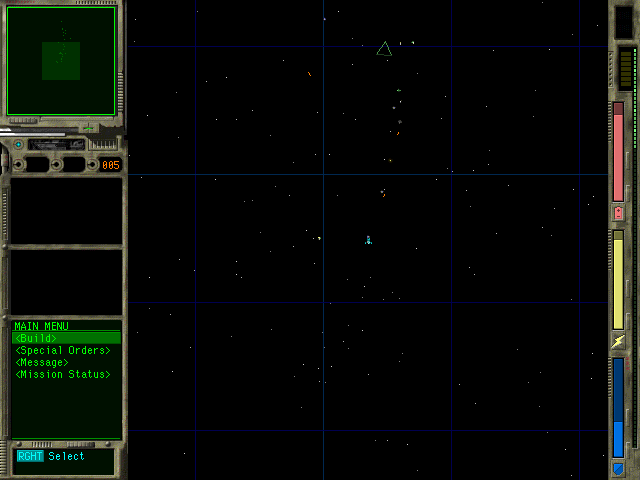 005
MAIN MENU
<Build>
<Special Orders>
<Message>
<Mission Status>
RGHT Select